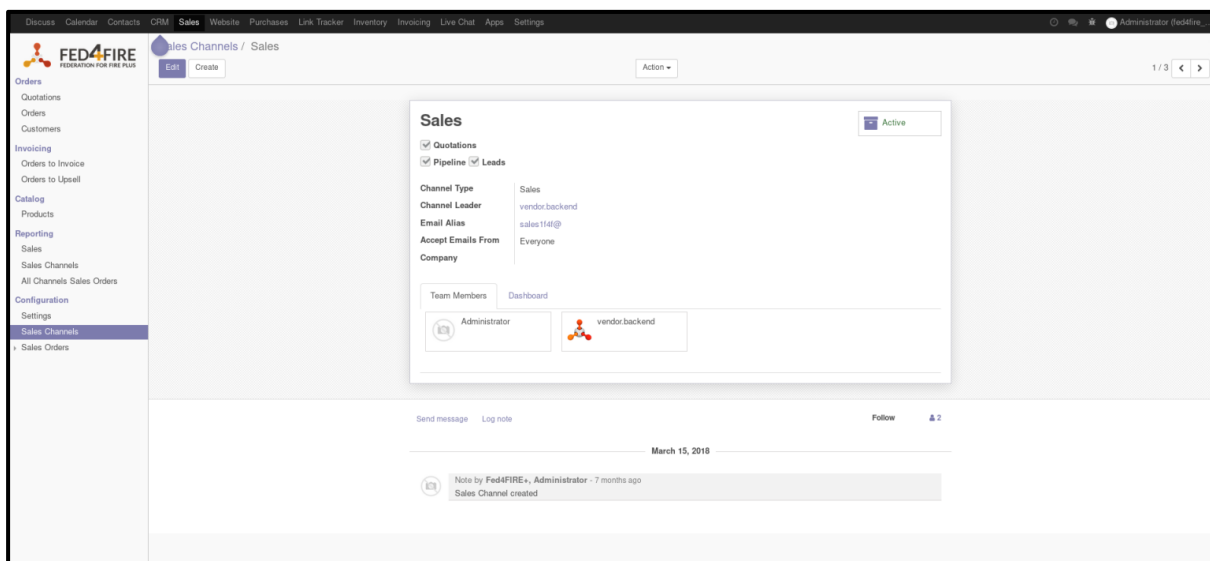 Discuss Calendar Contacts CRM Sales Website Purchases Link Tracker Inventory Invoicing Live Chat Apps Settings Administrator (fed4fire_...
FED4FIRE
FEDERATION FOR FIRE PLUS
ales Channels / Sales
Edit Create Action 1 / 3
Orders
Quotations
Orders
Customers
Invoicing
Orders to Invoice
Orders to Upsell
Catalog
Products
Reporting
Sales
Sales Channels
All Channels Sales Orders
Configuration
Settings
Sales Channels
Sales Orders
Sales
Active
Quotations
Pipeline Leads
Channel Type Sales
Channel Leader vendor.backend
Email Alias sales1f4f@
Accept Emails From Everyone
Company
Team Members Dashboard
Administrator vendor.backend
Send message Log note Follow 2
March 15, 2018
Note by Fed4FIRE+, Administrator - 7 months ago
Sales Channel created